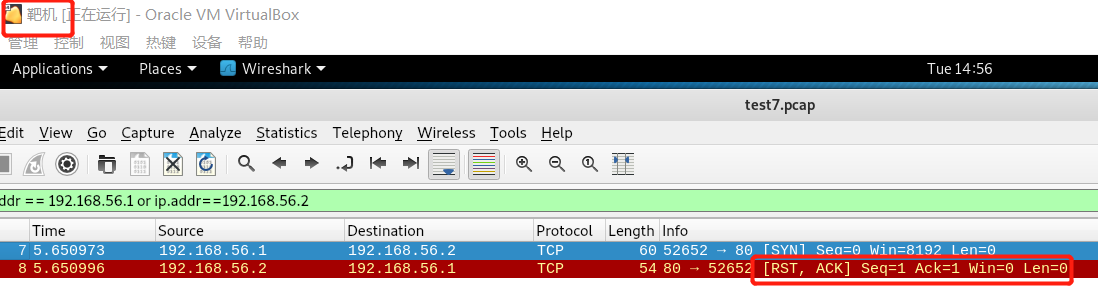 靶机 [正在运行] - Oracle VM VirtualBox
管理 控制 视图 热键 设备 帮助
Applications Places Wireshark Tue 14:56
test7.pcap
Edit View Go Capture Analyze Statistics Telephony Wireless Tools Help
addr == 192.168.56.1 or ip.addr==192.168.56.2
Time Source Destination Protocol Length Info
7 5.650973 192.168.56.1 192.168.56.2 TCP 60 52652 → 80 [SYN] Seq=0 Win=8192 Len=0
8 5.650996 192.168.56.2 192.168.56.1 TCP 54 80 → 52652 [RST, ACK] Seq=1 Ack=1 Win=0 Len=0